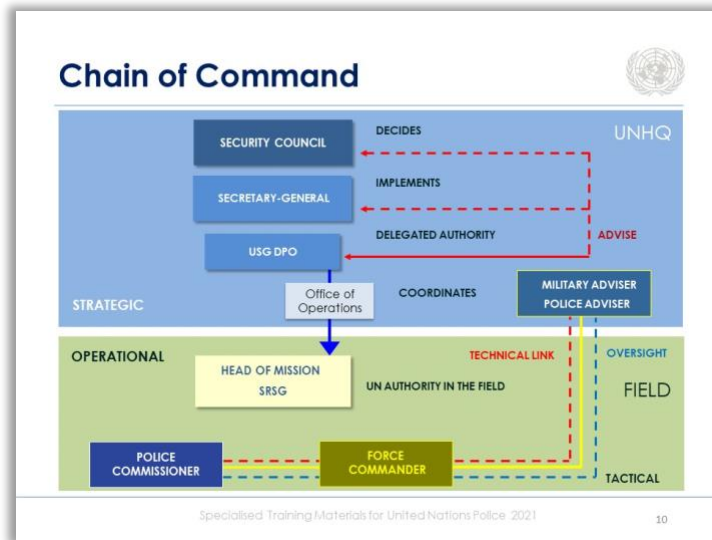 Chain of Command
SECURITY COUNCIL
DECIDES
UNHQ
SECRETARY-GENERAL
IMPLEMENTS
USG DPO
DELEGATED AUTHORITY
ADVISE
Office of
Operations
COORDINATES
MILITARY ADVISER
POLICE ADVISER
STRATEGIC
OPERATIONAL
HEAD OF MISSION
SRSG
UN AUTHORITY IN THE FIELD
TECHNICAL LINK
OVERSIGHT
FIELD
POLICE
COMMISSIONER
FORCE
COMMANDER
TACTICAL
Specialised Training Materials for United Nations Police 2021
10